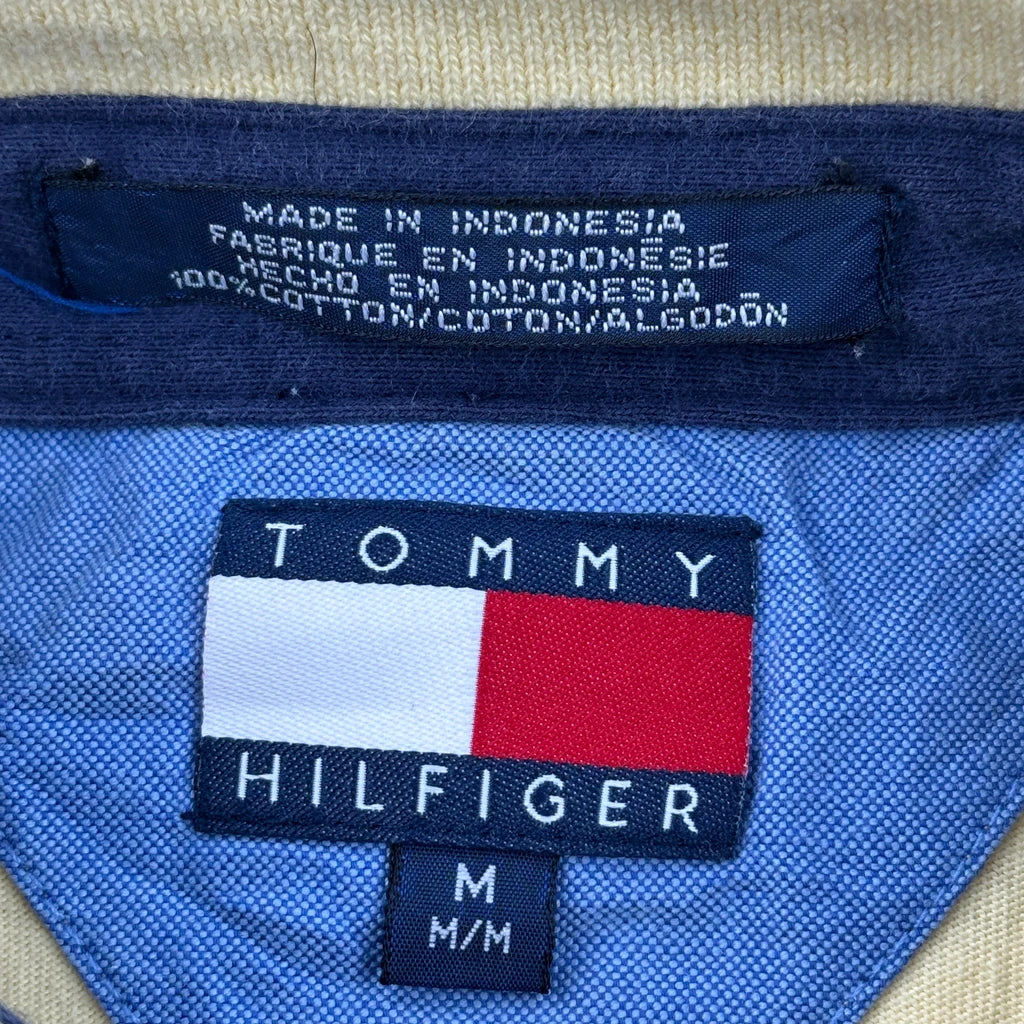 MADE IN INDONESIA
FABRIQUE EN INDONÉSIE
HECHO EN INDONESIA
100% COTTON/COTON/ALGODÓN
TOMMY
HILFIGER
M
M/M